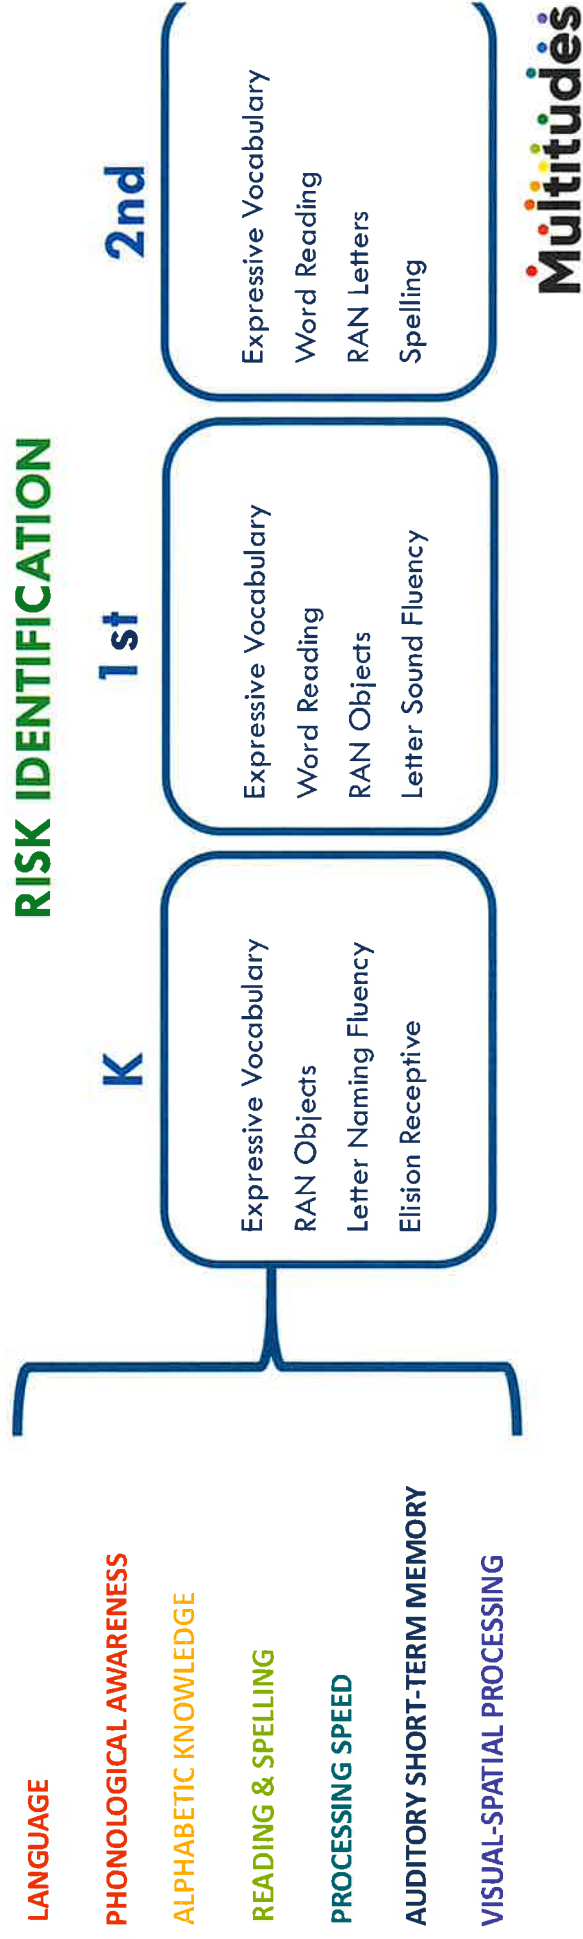 RISK IDENTIFICATION
LANGUAGE
PHONOLOGICAL AWARENESS
ALPHABETIC KNOWLEDGE
READING & SPELLING
PROCESSING SPEED
AUDITORY SHORT-TERM MEMORY
VISUAL-SPATIAL PROCESSING
K
Expressive Vocabulary
RAN Objects
Letter Naming Fluency
Elision Receptive
1st
Expressive Vocabulary
Word Reading
RAN Objects
Letter Sound Fluency
2nd
Expressive Vocabulary
Word Reading
RAN Letters
Spelling
Multitudes